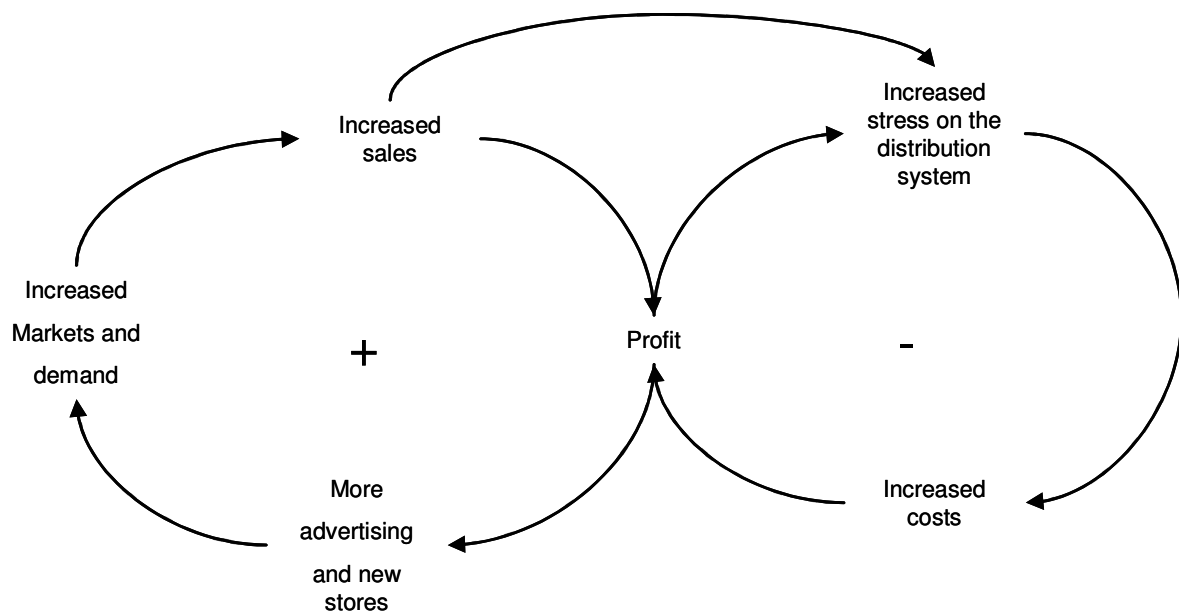 Increased
sales
Increased
stress on the
distribution
system
Increased
Markets and
demand
+
Profit
-
More
advertising
and new
stores
Increased
costs